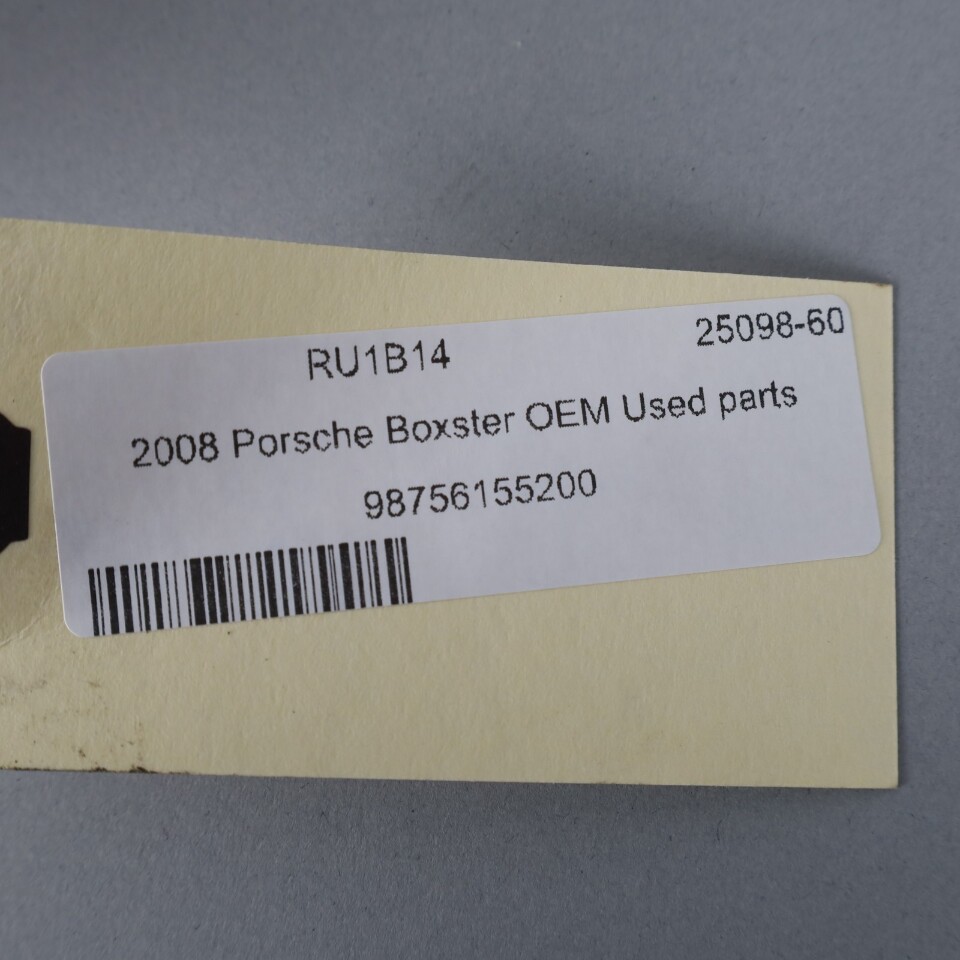 RU1B14 25098-60
2008 Porsche Boxster OEM Used parts
98756155200